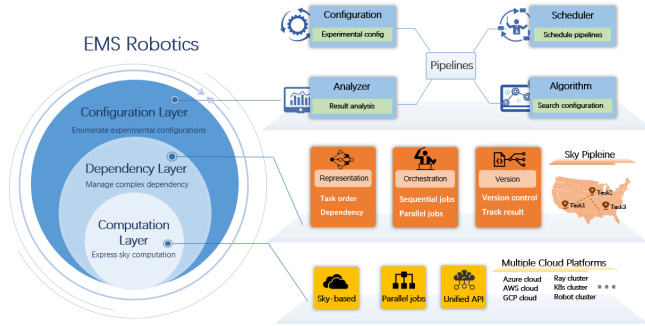 EMS Robotics
Configuration Layer
Enumerate experimental configurations
Dependency Layer
Manage complex dependency
Computation
Layer
Express sky computation
Configuration
Experimental config
Scheduler
Schedule pipelines
Pipelines
Analyzer
Result analysis
Algorithm
Search configuration
Representation
Task order
Dependency
Orchestration
Sequential jobs
Parallel jobs
Version
Version control
Track result
Sky Pipleine
Task1
Task2
Task3
Sky-based
Parallel jobs
Unified API
Multiple Cloud Platforms
Azure cloud
AWS cloud
GCP cloud
Ray cluster
K8s cluster
Robot cluster